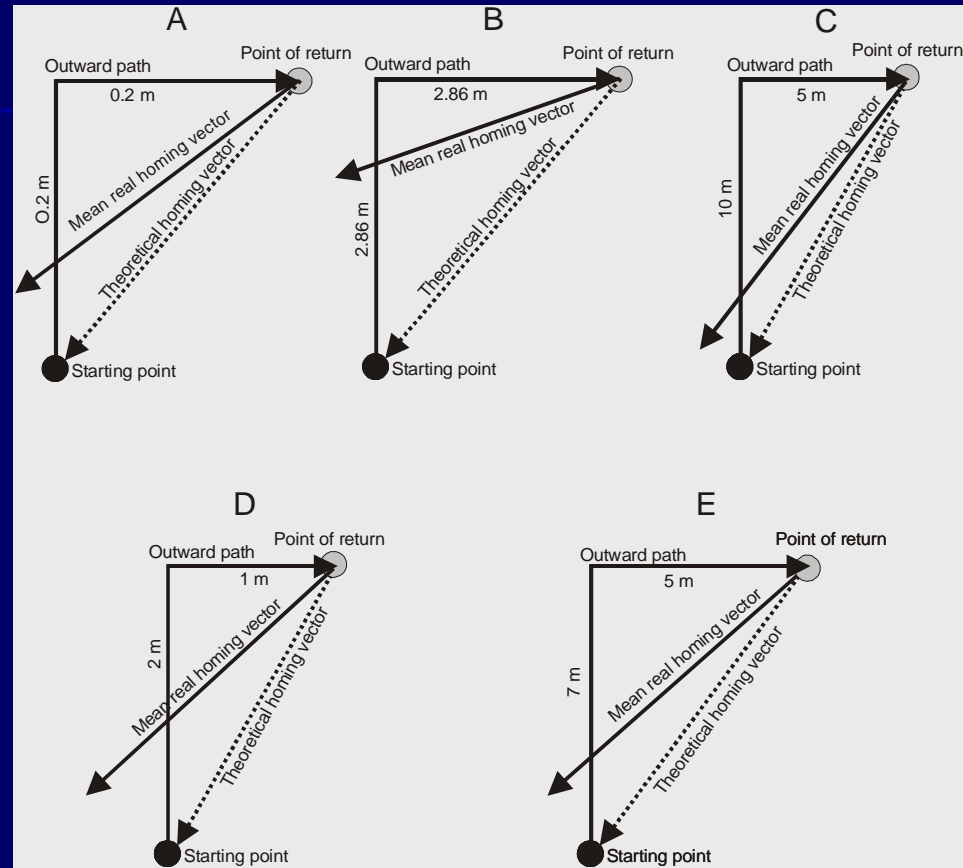 A
Point of return
Outward path
0.2 m
Mean real homing vector
Theoretical homing vector
O.2 m
Starting point
B
Point of return
Outward path
2.86 m
Mean real homing vector
Theoretical homing vector
2.86 m
Starting point
C
Point of return
Outward path
5 m
Mean real homing vector
Theoretical homing vector
10 m
Starting point
D
Point of return
Outward path
1 m
Mean real homing vector
Theoretical homing vector
2 m
Starting point
E
Point of return
Outward path
5 m
Mean real homing vector
Theoretical homing vector
7 m
Starting point